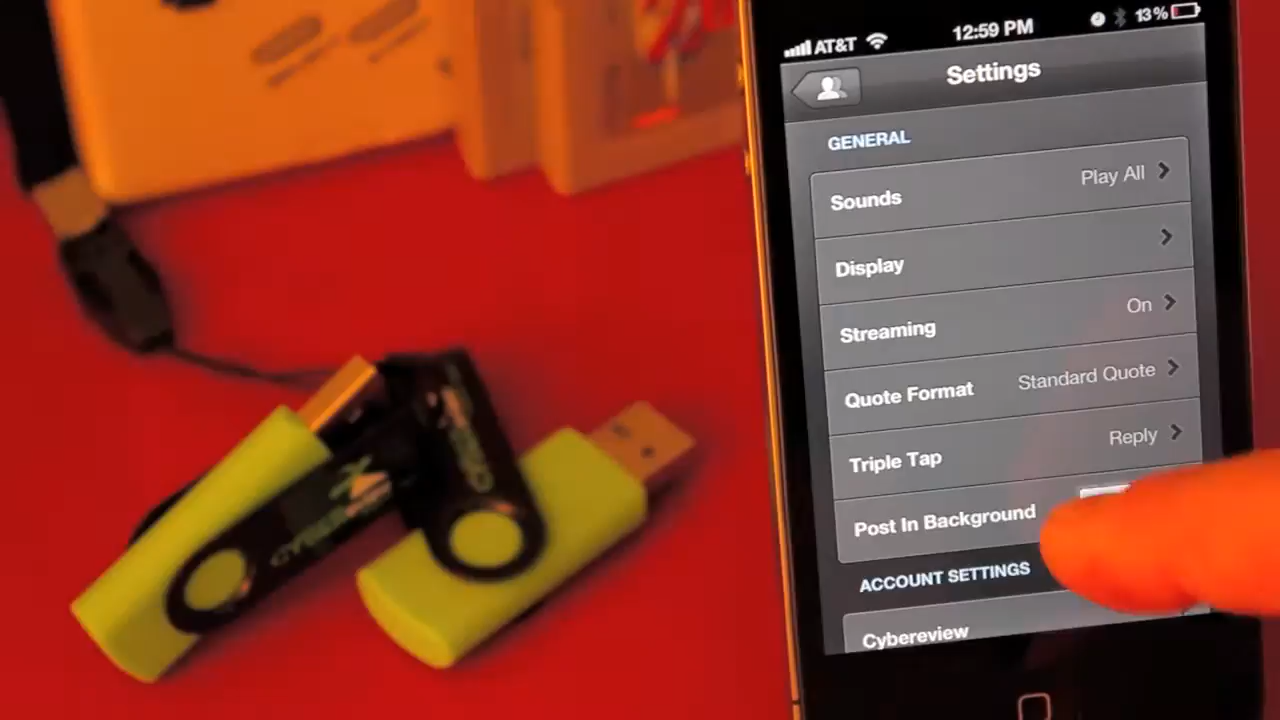 AT&T 12:59 PM 13%
Settings
GENERAL
Sounds Play All
Display
Streaming On
Quote Format Standard Quote
Triple Tap Reply
Post In Background
ACCOUNT SETTINGS
Cybereview